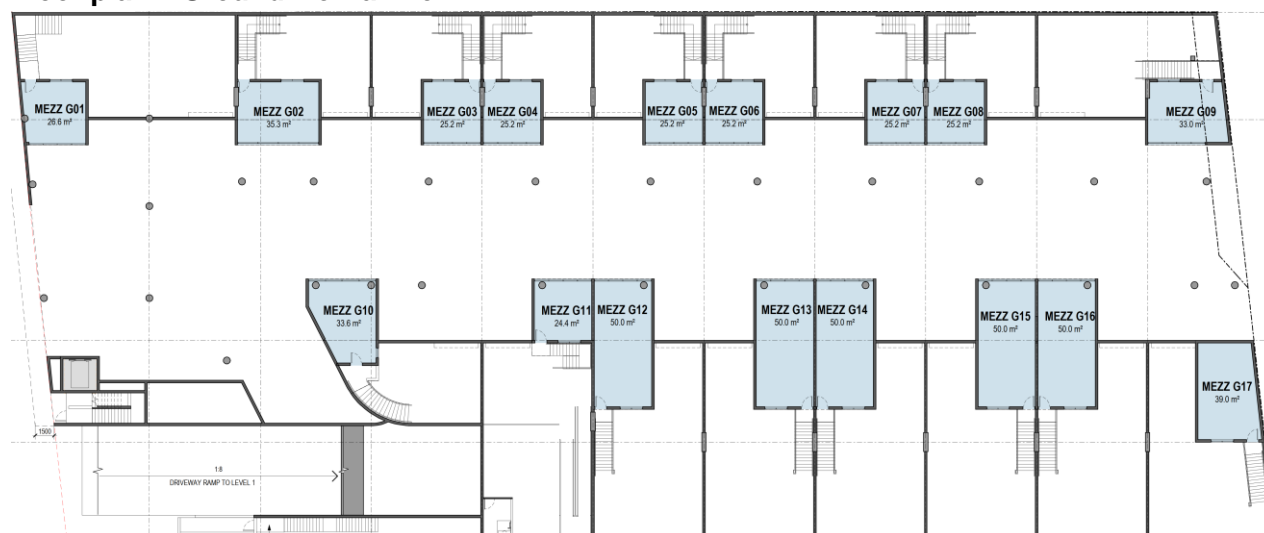 MEZZ G01
26.6 m²
MEZZ G02
35.3 m²
MEZZ G03
25.2 m²
MEZZ G04
25.2 m²
MEZZ G05
25.2 m²
MEZZ G06
25.2 m²
MEZZ G07
25.2 m²
MEZZ G08
25.2 m²
MEZZ G09
33.0 m²
MEZZ G10
33.6 m²
MEZZ G11
24.4 m²
MEZZ G12
50.0 m²
MEZZ G13
50.0 m²
MEZZ G14
50.0 m²
MEZZ G15
50.0 m²
MEZZ G16
50.0 m²
MEZZ G17
39.0 m²
1500
1:8
DRIVEWAY RAMP TO LEVEL 1